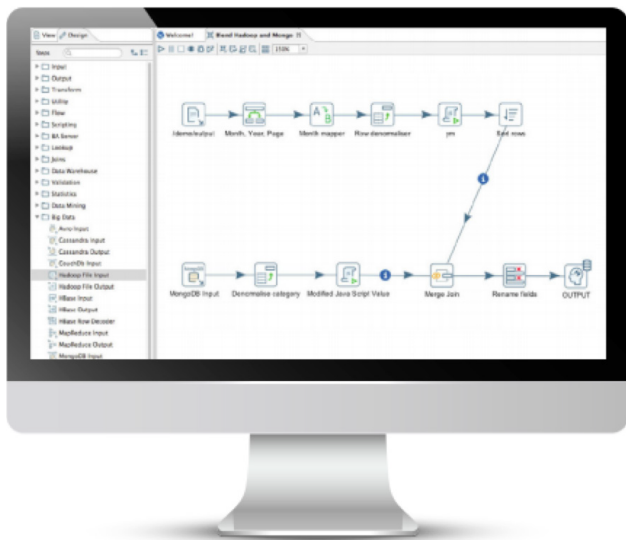 View Design
Welcome! Blend Hadoop and Mongo
Steps
150%
Input
Output
Transform
Utility
Flow
Scripting
BA Server
Lookup
Joins
Data Warehouse
Validation
Statistics
Data Mining
Big Data
Avro Input
Cassandra Input
Cassandra Output
CouchDb Input
Hadoop File Input
Hadoop File Output
HBase Input
HBase Output
HBase Row Decoder
MapReduce Input
MapReduce Output
MongoDB Input
Month, Year, Page
Month mapper
Row denormaliser
ym
Sort rows
MongoDB Input
Denormalise category
Modified Java Script Value
Merge Join
Rename fields
OUTPUT